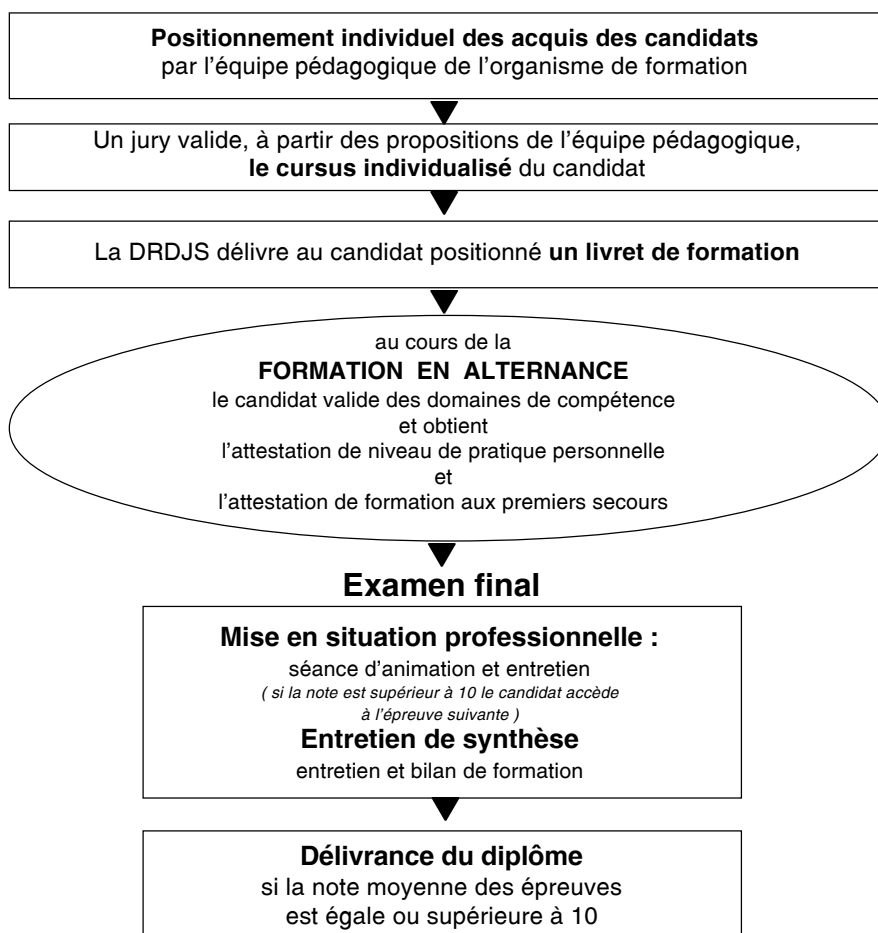 Positionnement individuel des acquis des candidats
par l'équipe pédagogique de l'organisme de formation
Un jury valide, à partir des propositions de l'équipe pédagogique,
le cursus individualisé du candidat
La DRDJS délivre au candidat positionné un livret de formation
au cours de la
FORMATION EN ALTERNANCE
le candidat valide des domaines de compétence
et obtient
l'attestation de niveau de pratique personnelle
et
l'attestation de formation aux premiers secours
Examen final
Mise en situation professionnelle :
séance d'animation et entretien
( si la note est supérieur à 10 le candidat accède
à l'épreuve suivante )
Entretien de synthèse
entretien et bilan de formation
Délivrance du diplôme
si la note moyenne des épreuves
est égale ou supérieure à 10